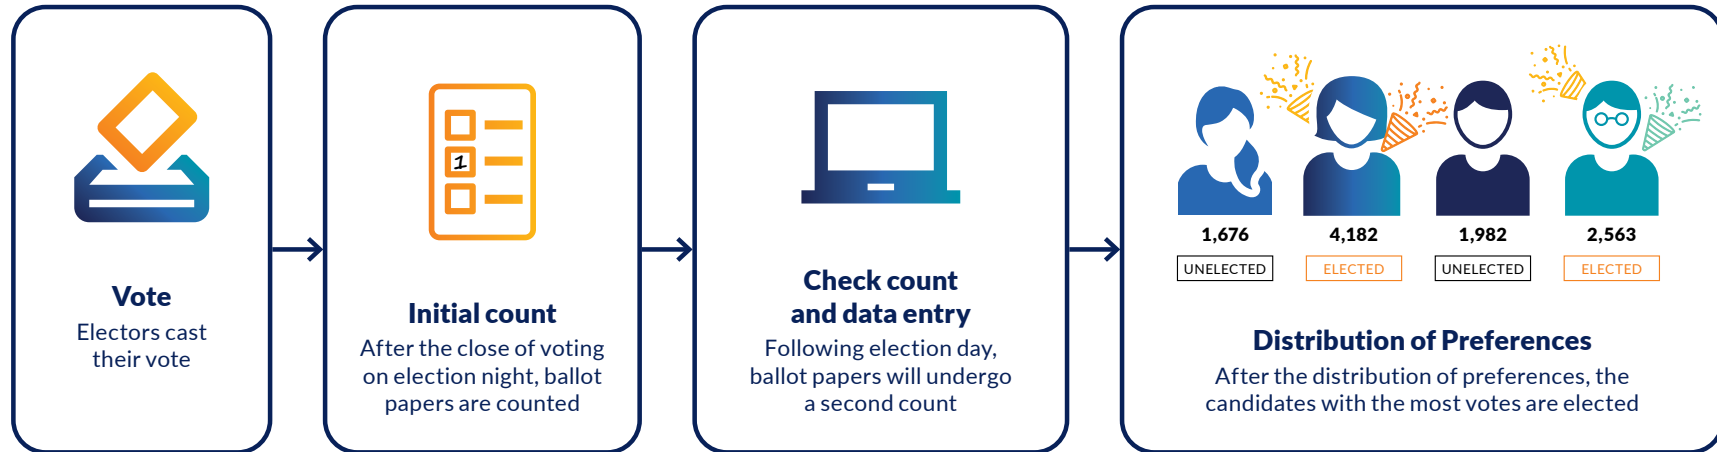 Vote
Electors cast
their vote
1
Initial count
After the close of voting
on election night, ballot
papers are counted
Check count
and data entry
Following election day,
ballot papers will undergo
a second count
1,676 4,182 1,982 2,563
UNELECTED ELECTED UNELECTED ELECTED
Distribution of Preferences
After the distribution of preferences, the
candidates with the most votes are elected